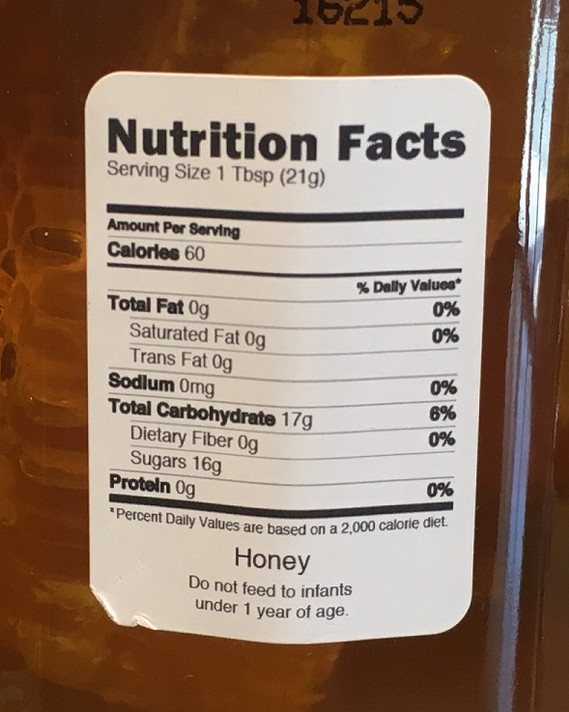 16215
Nutrition Facts
Serving Size 1 Tbsp (21g)
Amount Per Serving
Calories 60
% Daily Values*
Total Fat 0g 0%
Saturated Fat 0g 0%
Trans Fat 0g
Sodium 0mg 0%
Total Carbohydrate 17g 6%
Dietary Fiber 0g 0%
Sugars 16g
Protein 0g 0%
*Percent Daily Values are based on a 2,000 calorie diet.
Honey
Do not feed to infants
under 1 year of age.